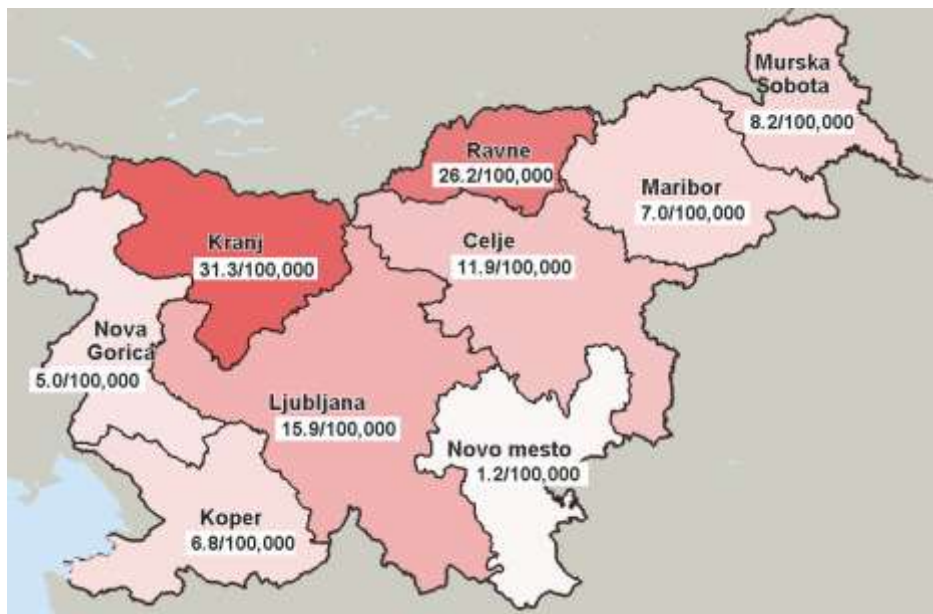 Murska
Sobota
8.2/100,000
Ravne
26.2/100,000
Maribor
7.0/100,000
Kranj
31.3/100,000
Celje
11.9/100,000
Nova
Gorica
5.0/100,000
Ljubljana
15.9/100,000
Novo mesto
1.2/100,000
Koper
6.8/100,000